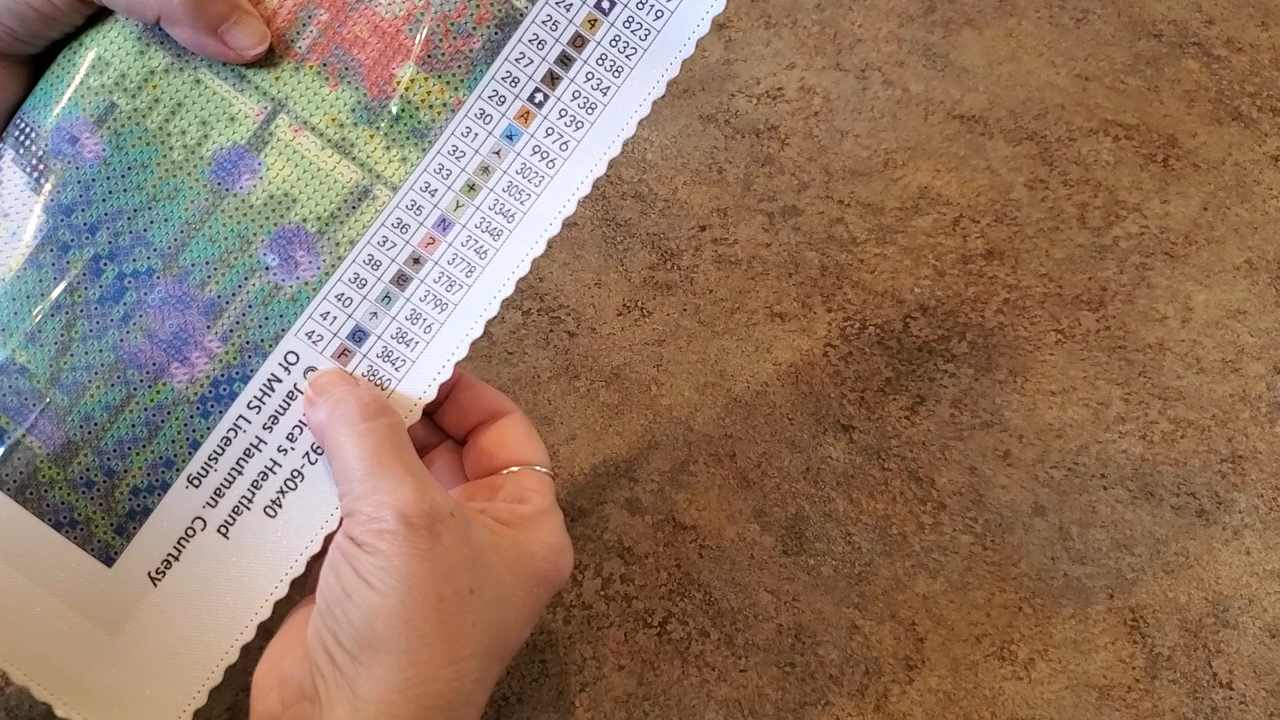 819
823
24 4 832
25 D 838
26 934
27 938
28 939
29 A 976
30 996
31 3023
32 3052
33 + 3346
34 Y 3348
35 N 3746
36 ? 3778
37 3787
38 3799
39 h 3816
40 ↑ 3841
41 G 3842
42 F 3860
92-60x40
ica's Heartland
© James Hautman. Courtesy
Of MHS Licensing.